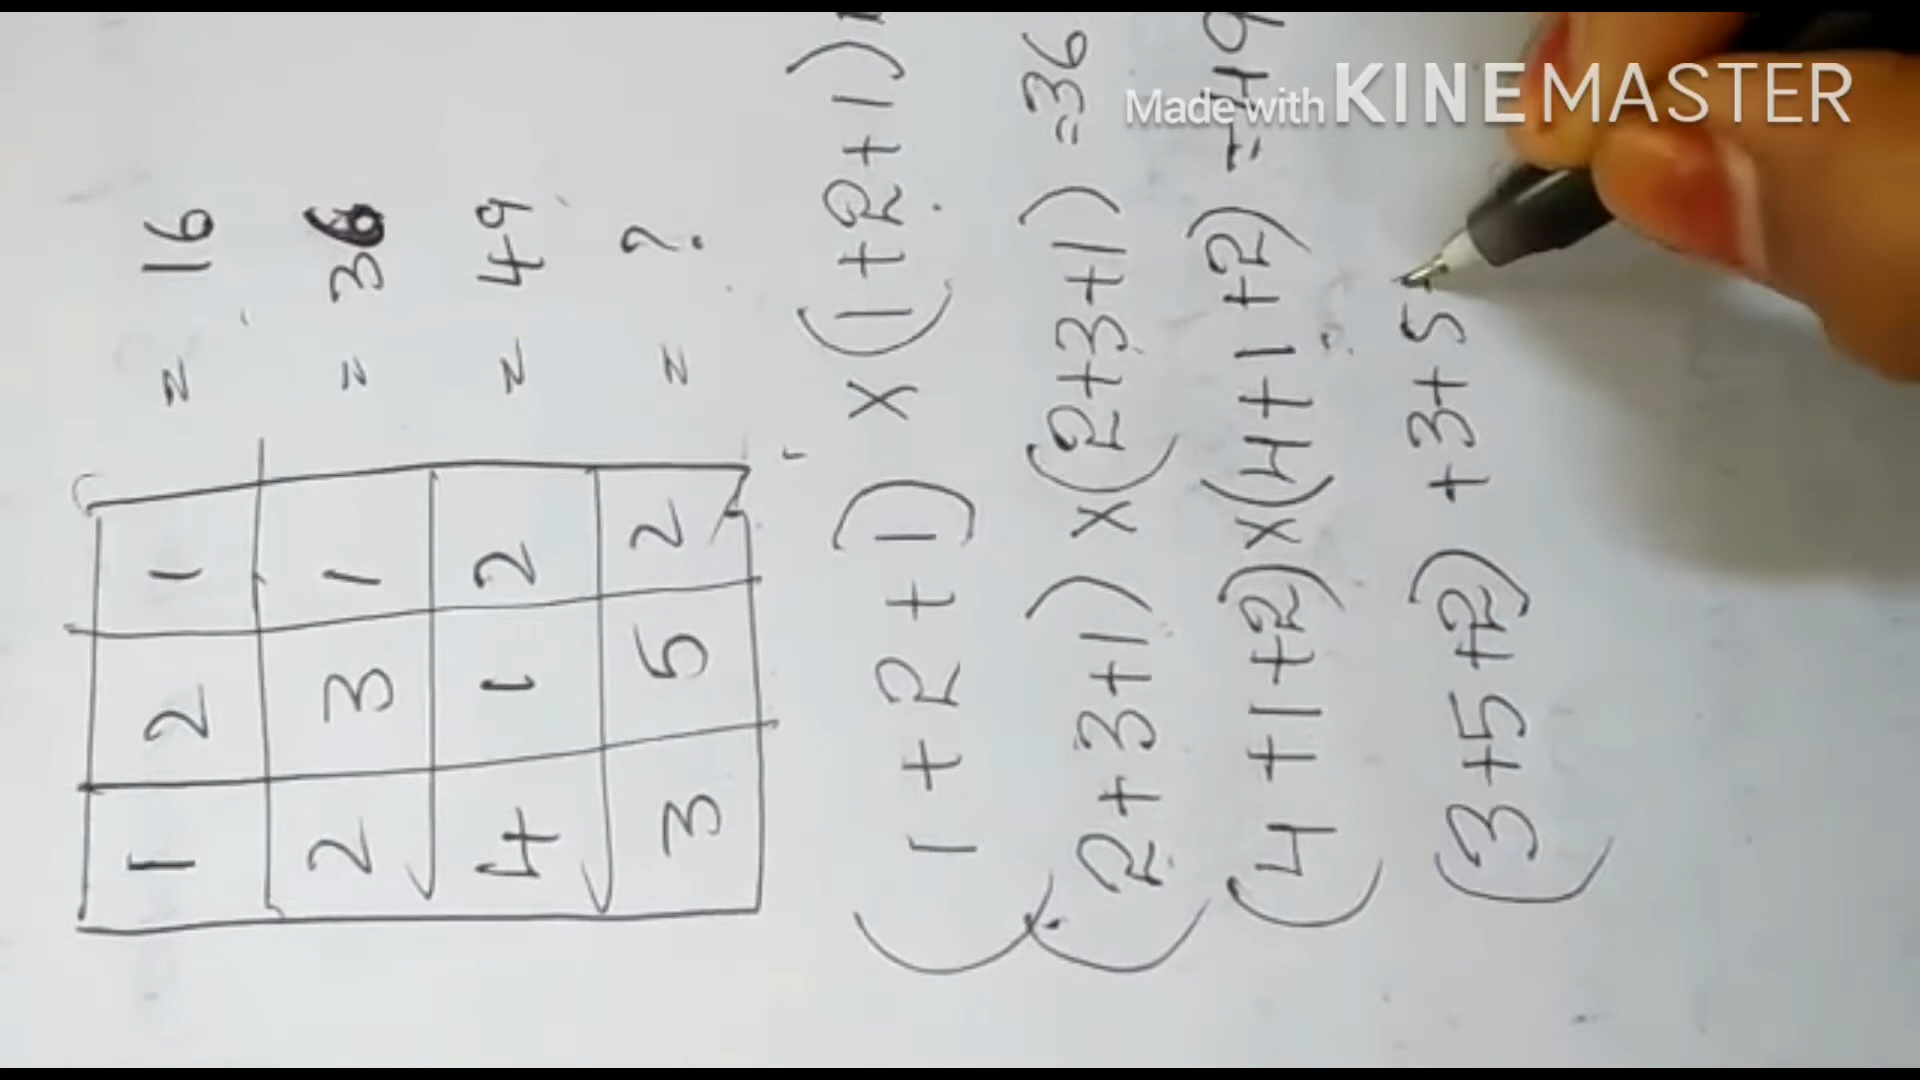 1 2 1 = 16
2 3 1 = 36
4 1 2 = 49
3 5 2 = ?
(1+2+1) × (1+2+1)
(2+3+1) × (2+3+1) = 36
(4+1+2) × (4+1+2) = 49
(3+5+2) +3+5
Made with KINEMASTER